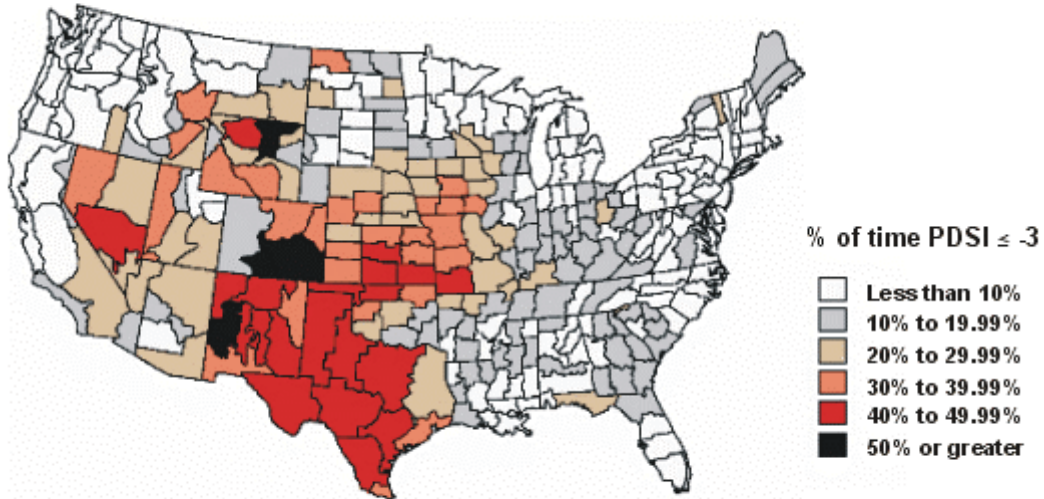 % of time PDSI ≤ -3
Less than 10%
10% to 19.99%
20% to 29.99%
30% to 39.99%
40% to 49.99%
50% or greater